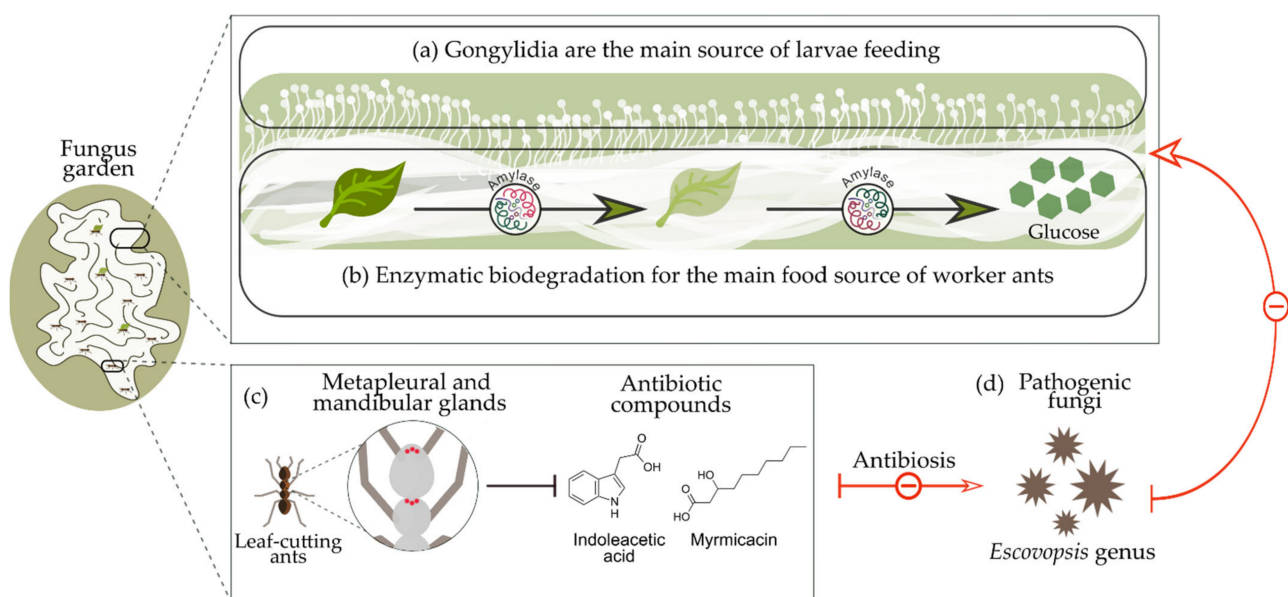 (a) Gongylidia are the main source of larvae feeding
Fungus
garden
Amylase
Amylase
Glucose
(b) Enzymatic biodegradation for the main food source of worker ants
(c)
Metapleural and
mandibular glands
Antibiotic
compounds
O
OH
N
H
HO
O
HO
Indoleacetic
acid
Myrmicacin
Leaf-cutting
ants
Antibiosis
(d)
Pathogenic
fungi
Escovopsis genus